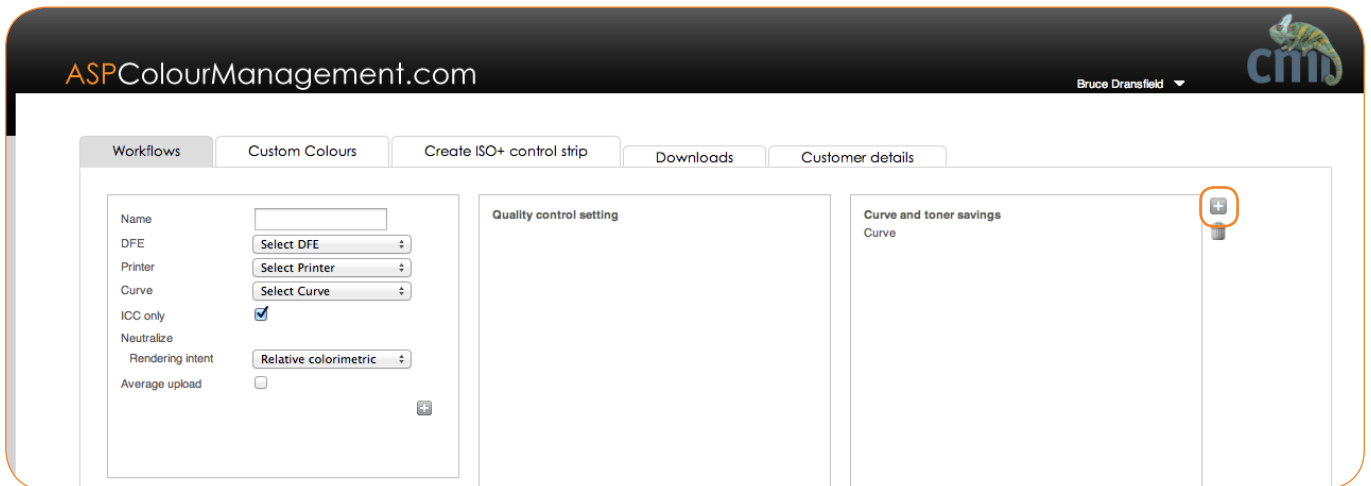 ASPColourManagement.com
cmi
Bruce Dransfield
Workflows
Custom Colours
Create ISO+ control strip
Downloads
Customer details
Name
DFE
Select DFE
Printer
Select Printer
Curve
Select Curve
ICC only
Neutralize
Rendering intent
Relative colorimetric
Average upload
Quality control setting
Curve and toner savings
Curve